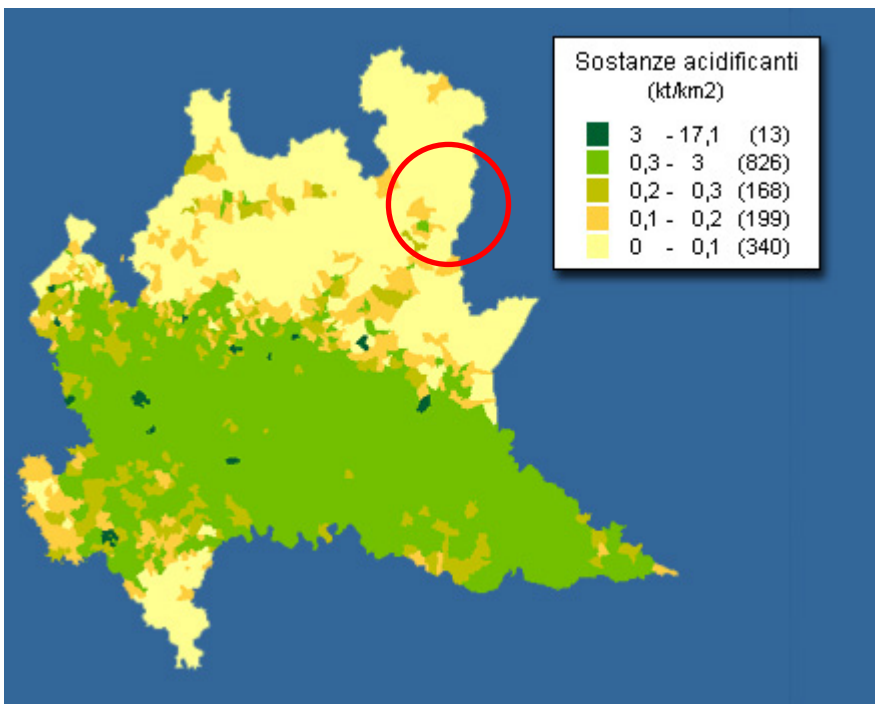 Sostanze acidificanti
(kt/km2)
3 - 17,1 (13)
0,3 - 3 (826)
0,2 - 0,3 (168)
0,1 - 0,2 (199)
0 - 0,1 (340)